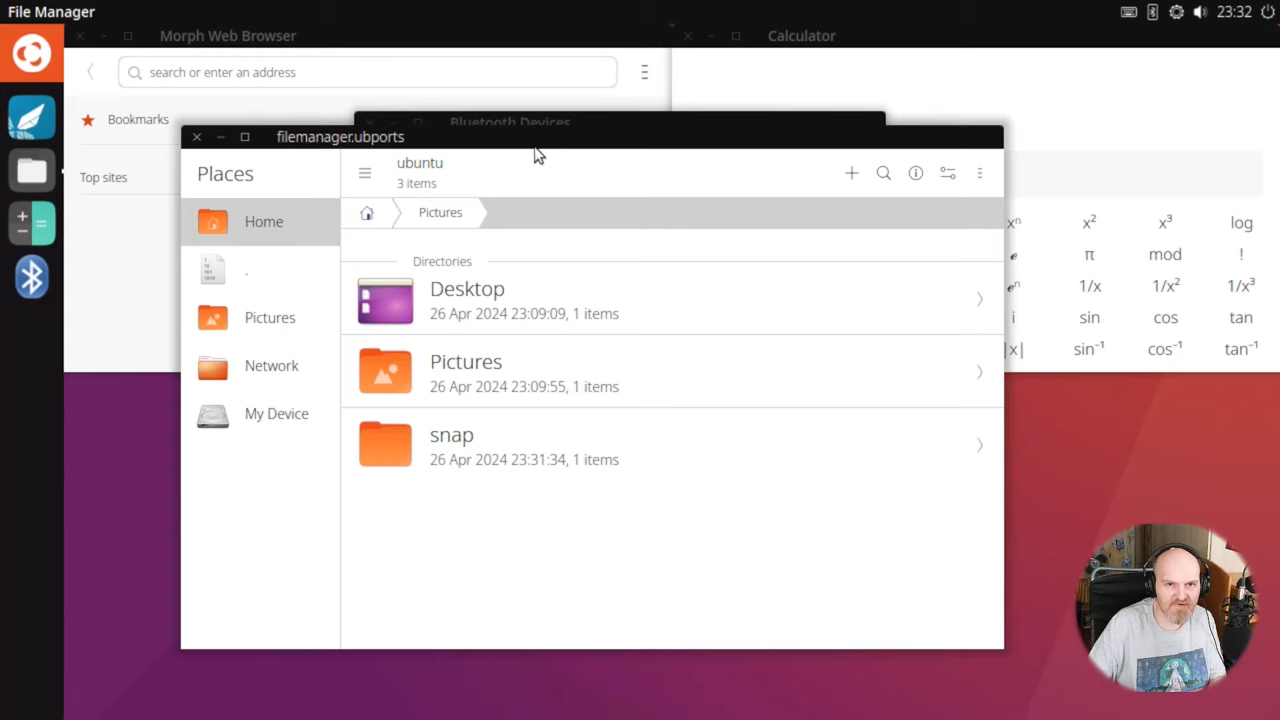 File Manager
23:32
Morph Web Browser
Calculator
search or enter an address
Bookmarks
Top sites
Bluetooth Devices
filemanager.ubports
Places
ubuntu
3 items
Home
Pictures
.
Pictures
Network
My Device
Directories
Desktop
26 Apr 2024 23:09:09, 1 items
Pictures
26 Apr 2024 23:09:55, 1 items
snap
26 Apr 2024 23:31:34, 1 items
xⁿ x² x³ log
e π mod !
eⁿ 1/x 1/x² 1/x³
i sin cos tan
|x| sin⁻¹ cos⁻¹ tan⁻¹